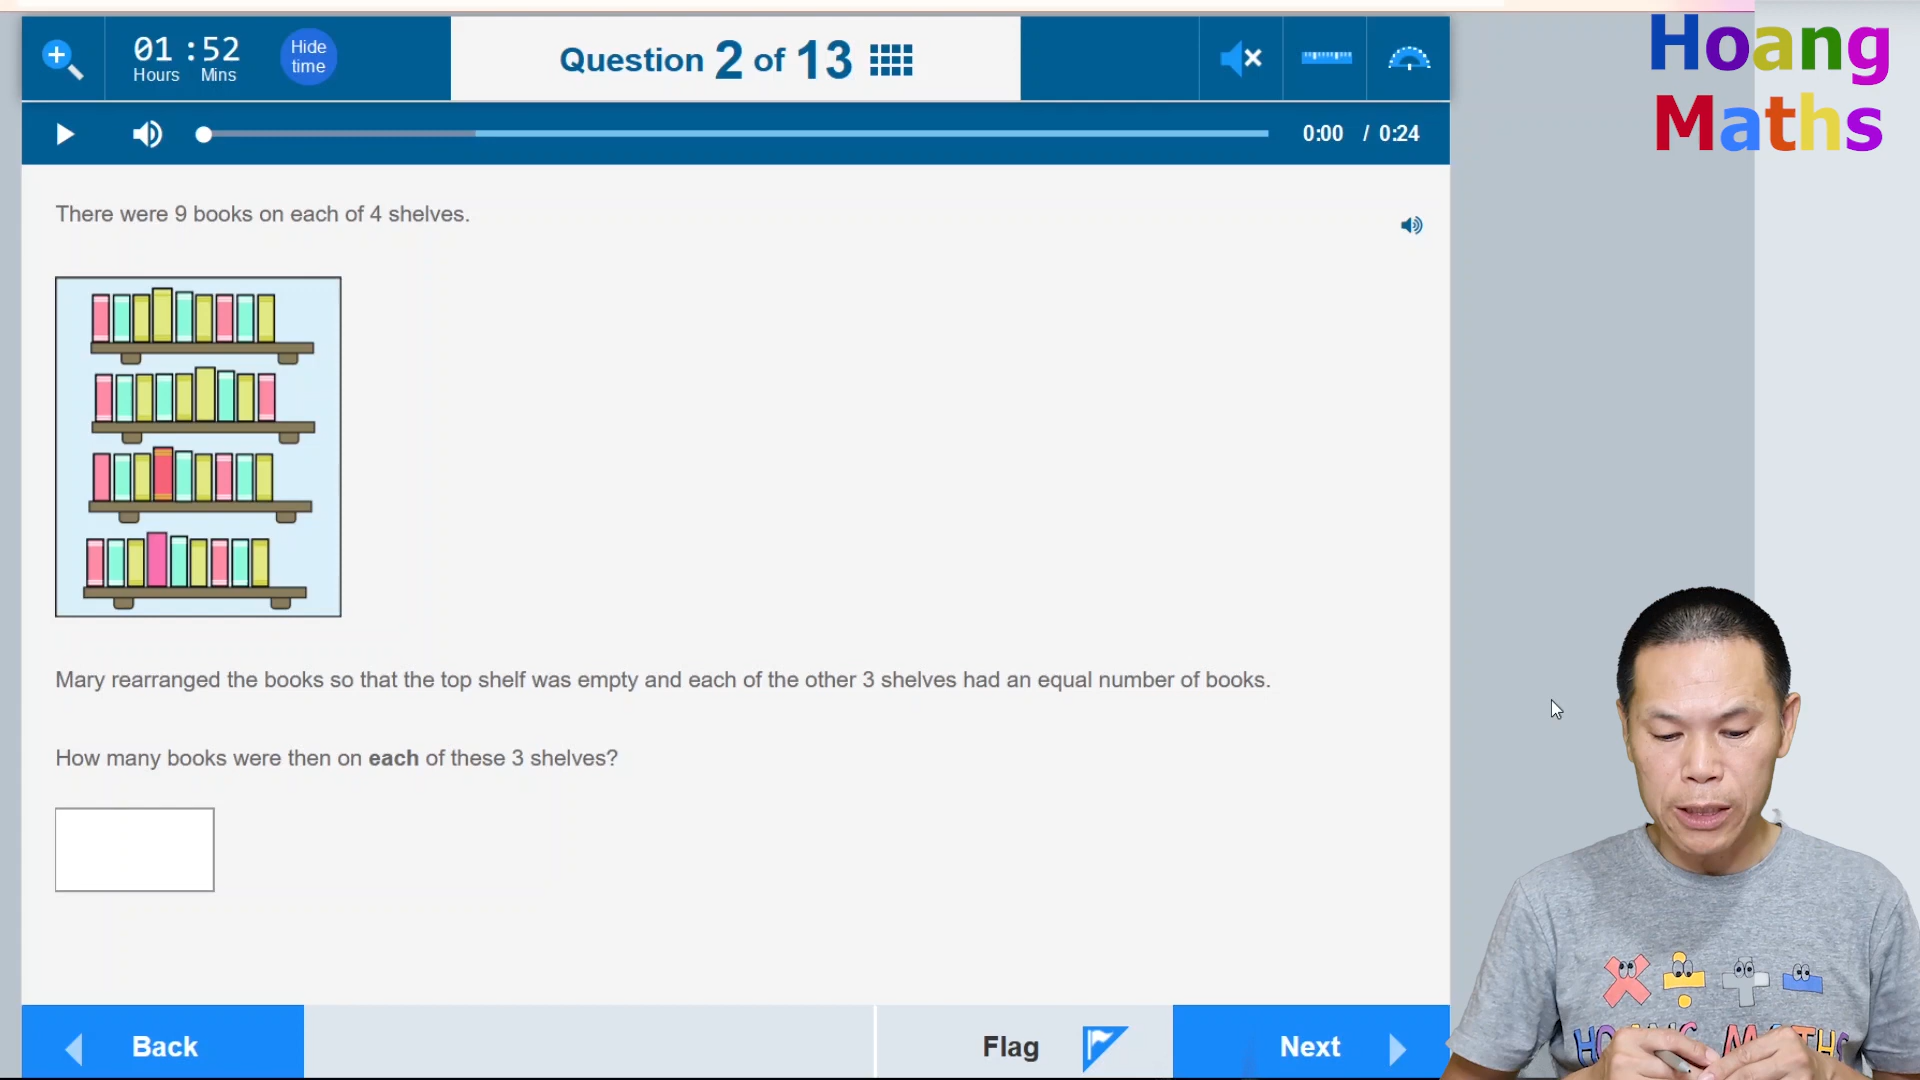 01 : 52
Hours Mins
Hide
time
Question 2 of 13
0:00 / 0:24
Hoang
Maths
There were 9 books on each of 4 shelves.
Mary rearranged the books so that the top shelf was empty and each of the other 3 shelves had an equal number of books.
How many books were then on each of these 3 shelves?
Back
Flag
Next
HOANG MATHS